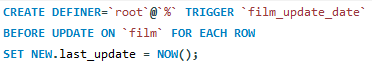 CREATE DEFINER=`root`@`%` TRIGGER `film_update_date`
BEFORE UPDATE ON `film` FOR EACH ROW
SET NEW.last_update = NOW();